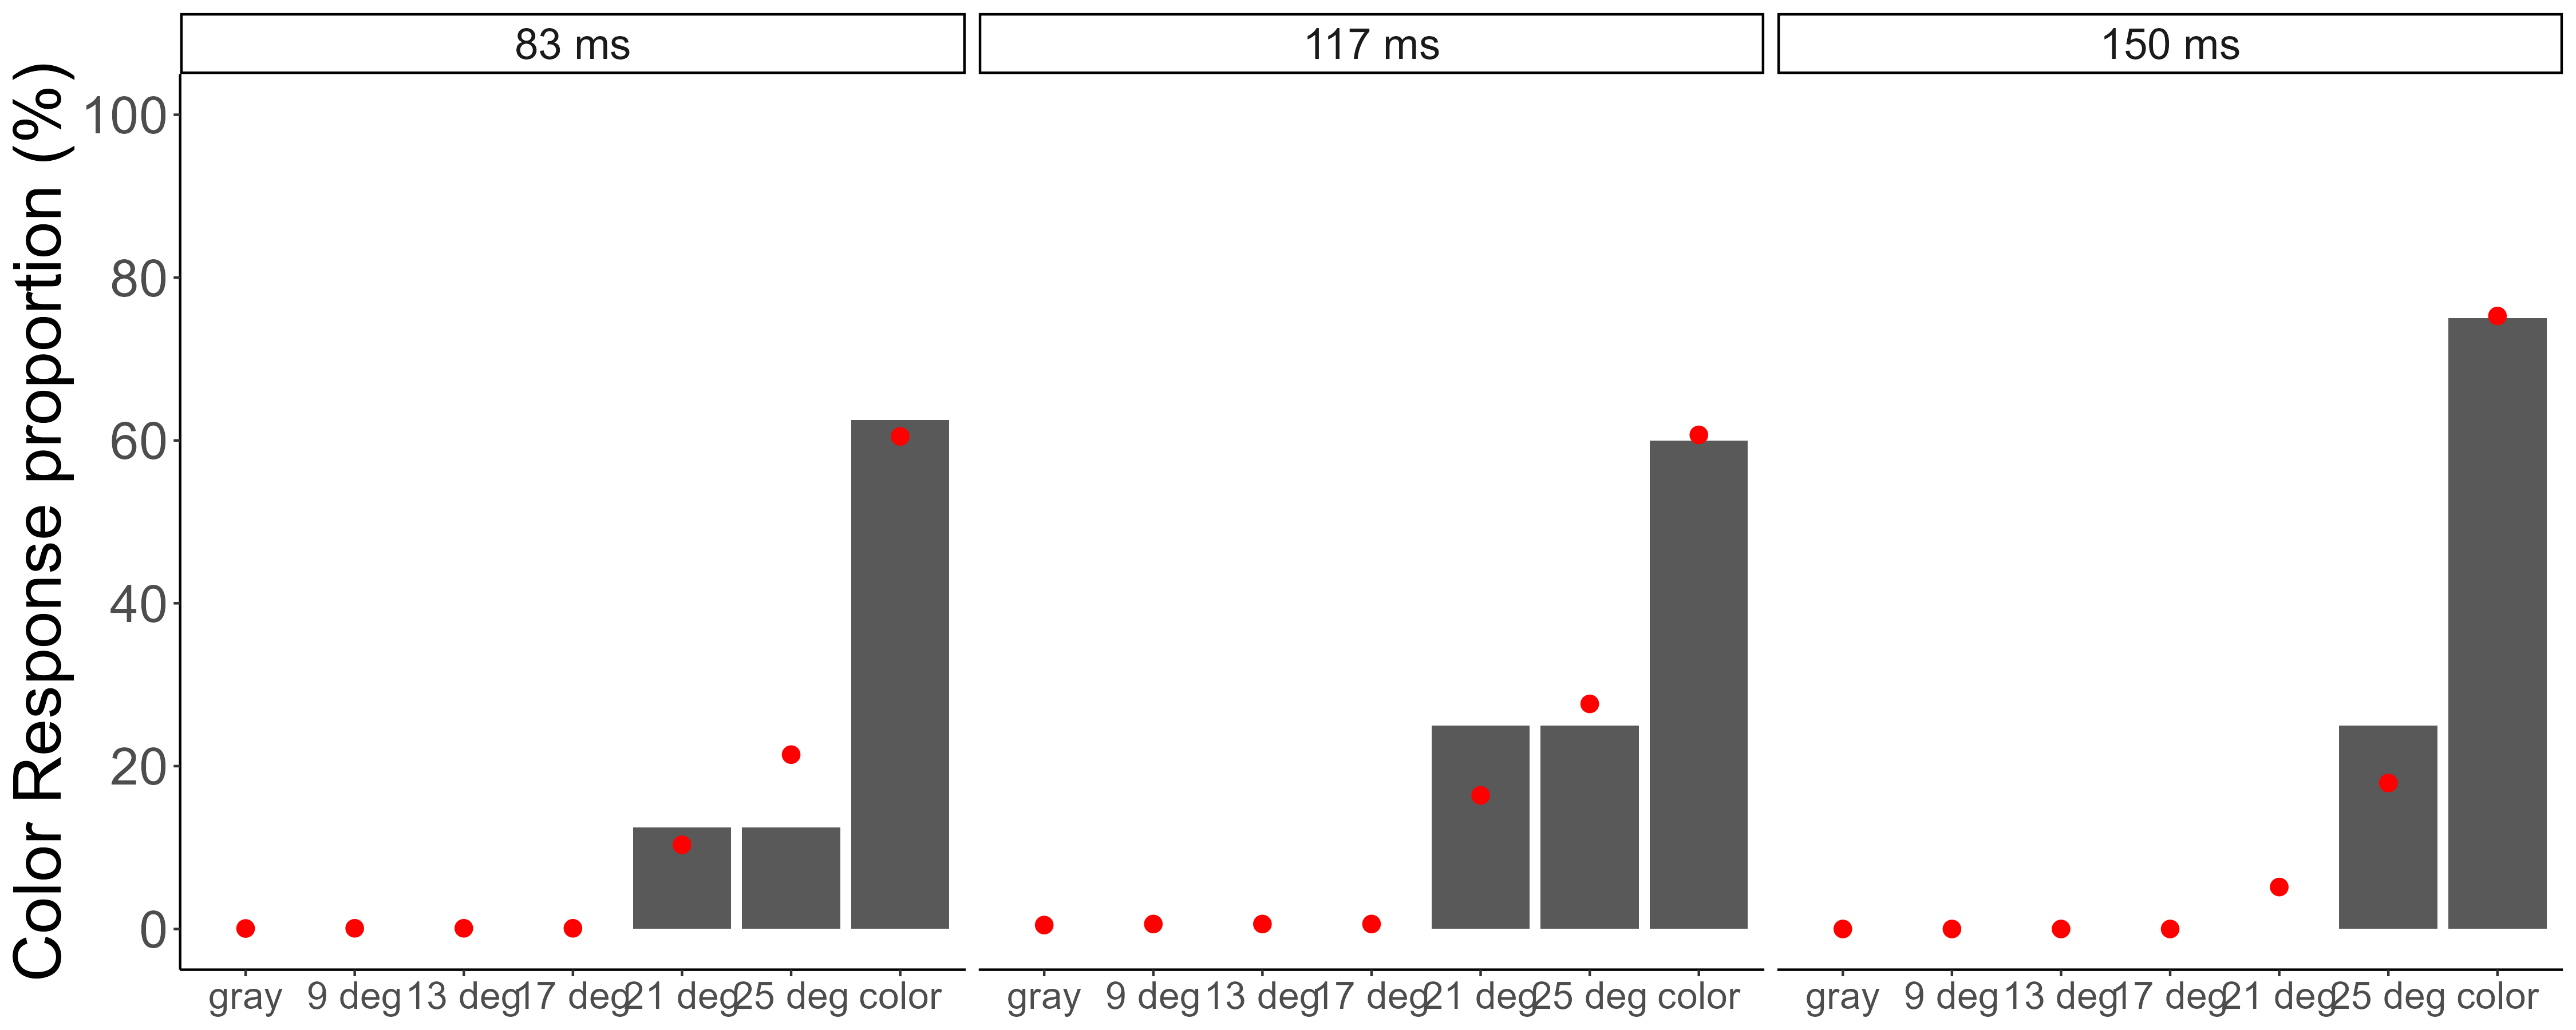 83 ms
117 ms
150 ms
Color Response proportion (%)
100
80
60
40
20
0
gray 9 deg 13 deg 17 deg 21 deg 25 deg color
gray 9 deg 13 deg 17 deg 21 deg 25 deg color
gray 9 deg 13 deg 17 deg 21 deg 25 deg color